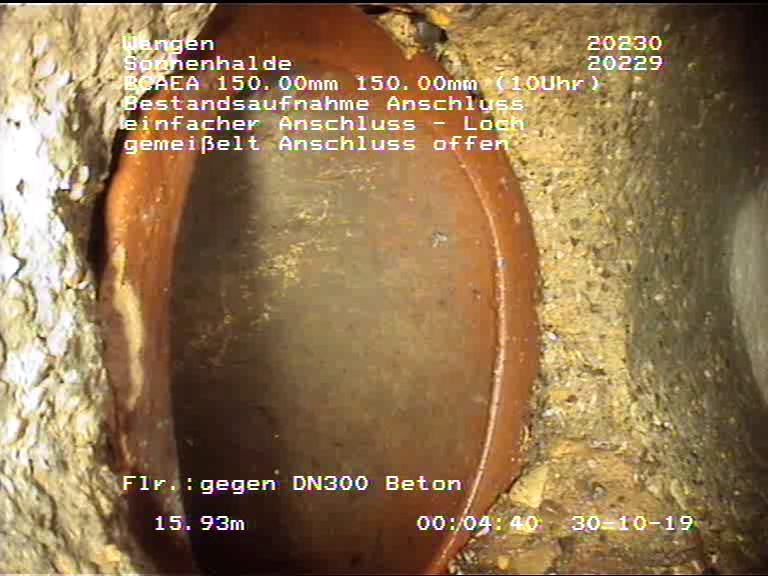 Wangen 20230
Sonnenhalde 20229
BCAEA 150.00mm 150.00mm (10Uhr)
Bestandsaufnahme Anschluss
einfacher Anschluss - Loch
gemeißelt Anschluss offen
Flr.:gegen DN300 Beton
15.93m 00:04:40 30-10-19